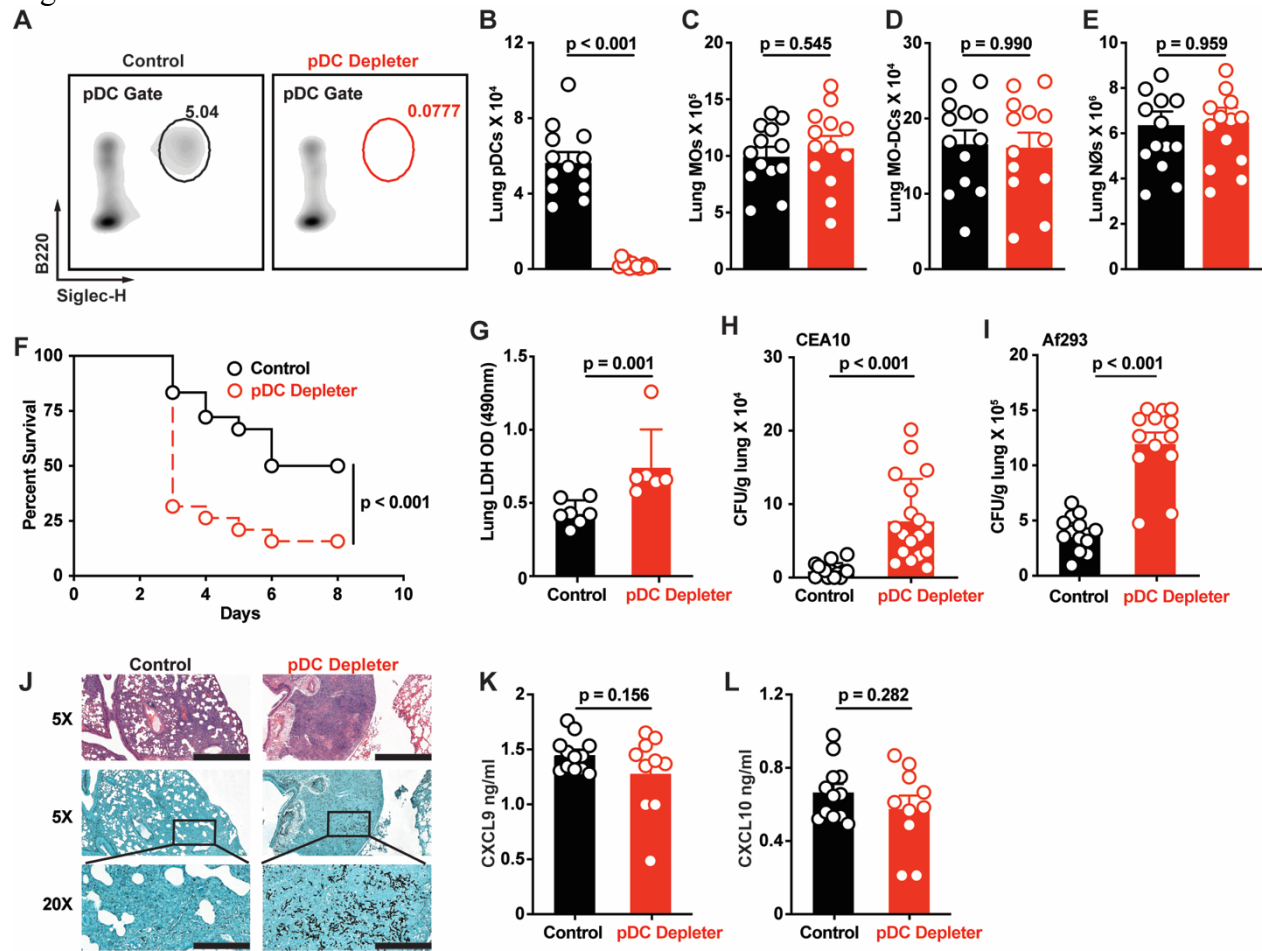 A
Control
pDC Depleter
pDC Gate
5.04
pDC Gate
0.0777
B220
Siglec-H
B
p < 0.001
Lung pDCs X 10⁴
12
8
4
0
C
p = 0.545
Lung MOs X 10⁵
20
15
10
5
0
D
p = 0.990
Lung MO-DCs X 10⁴
30
20
10
0
E
p = 0.959
Lung NØs X 10⁶
10
8
6
4
2
0
F
Control
pDC Depleter
p < 0.001
Percent Survival
100
75
50
25
0
0 2 4 6 8 10
Days
G
p = 0.001
Lung LDH OD (490nm)
1.5
1.0
0.5
0
Control pDC Depleter
H
CEA10
p < 0.001
CFU/g lung X 10⁴
30
20
10
0
Control pDC Depleter
I
Af293
p < 0.001
CFU/g lung X 10⁵
20
15
10
5
0
Control pDC Depleter
J
Control
pDC Depleter
5X
5X
20X
K
p = 0.156
CXCL9 ng/ml
2
1.5
1.0
0.5
0
Control pDC Depleter
L
p = 0.282
CXCL10 ng/ml
1.2
0.8
0.4
0
Control pDC Depleter